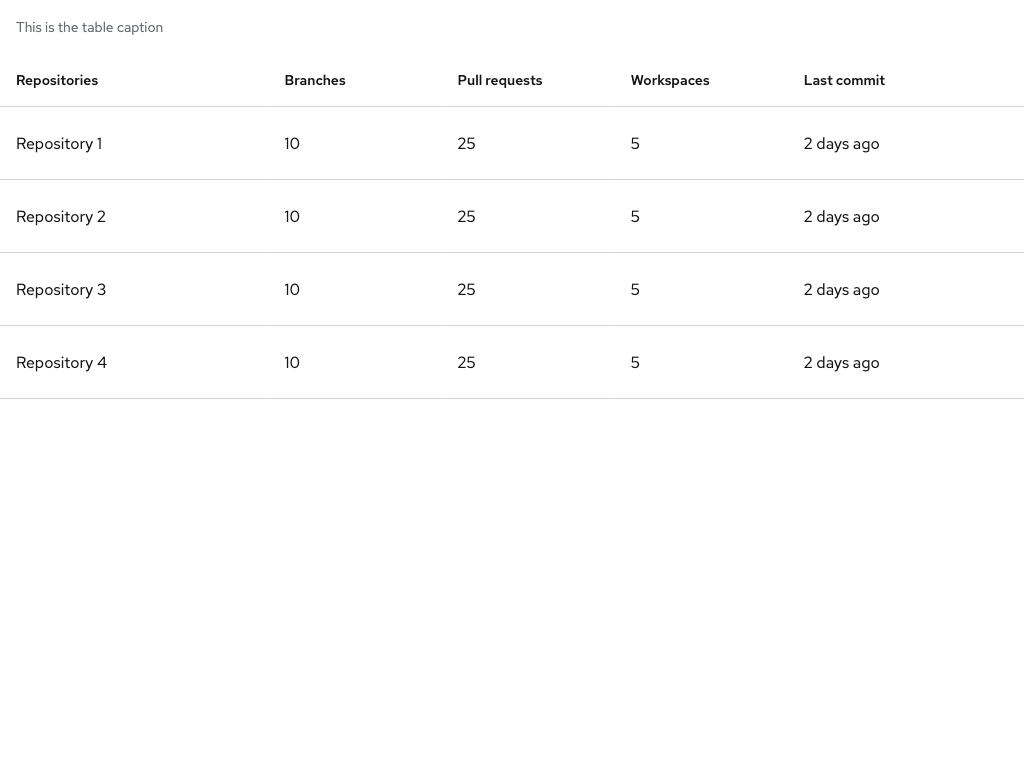 This is the table caption
Repositories Branches Pull requests Workspaces Last commit
Repository 1 10 25 5 2 days ago
Repository 2 10 25 5 2 days ago
Repository 3 10 25 5 2 days ago
Repository 4 10 25 5 2 days ago